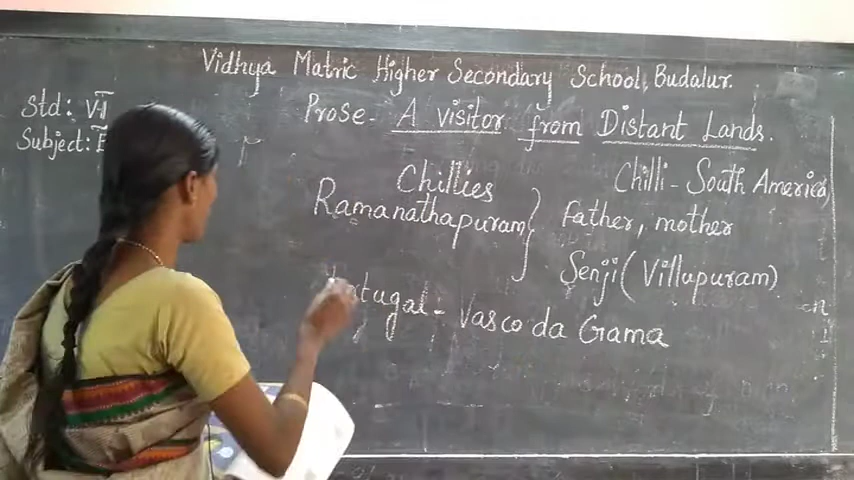 Vidhya Matric Higher Secondary School, Budalur.
Std: VII
Subject: E
Prose- A visitor from Distant Lands.
Chillies
Chilli - South America
Ramanathapuram } Father, mother
Senji (Villupuram)
Portugal - Vasco da Gama